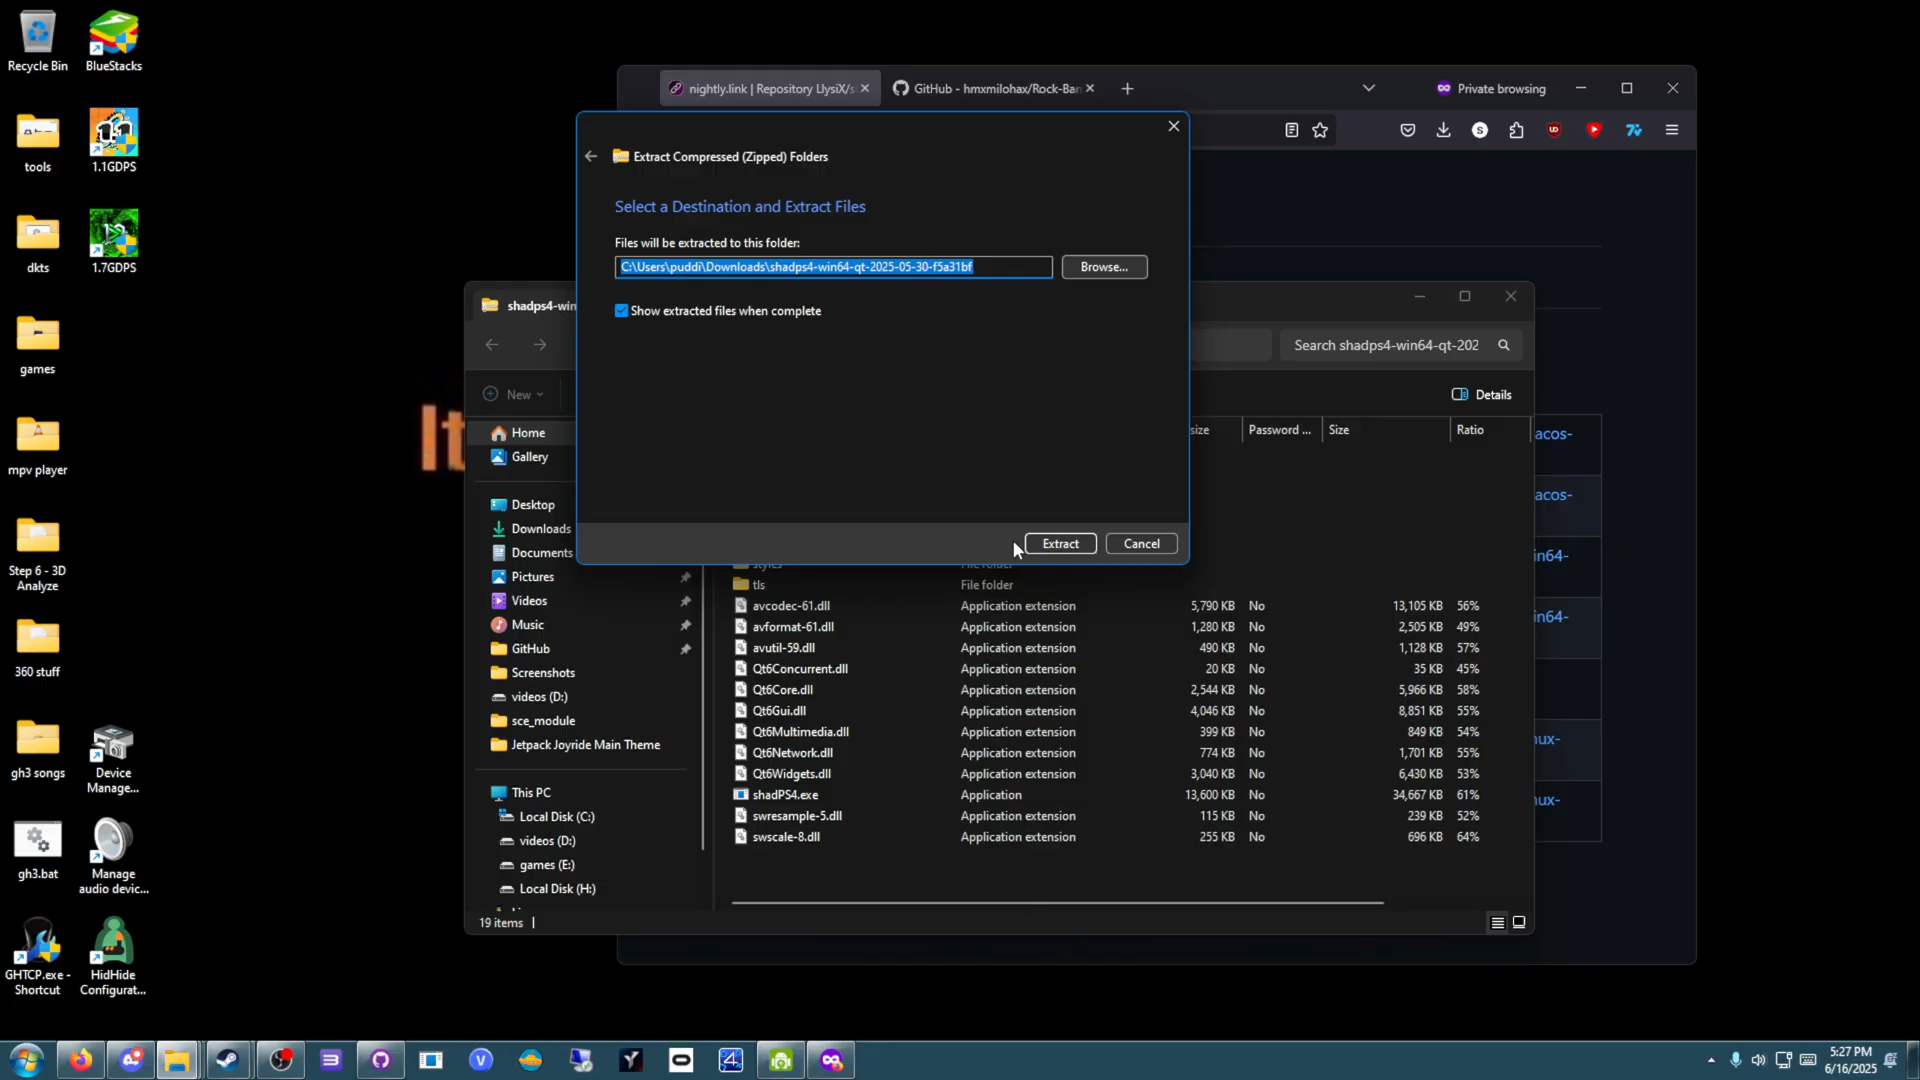 Recycle Bin
BlueStacks
tools
1.1GDPS
dkts
1.7GDPS
games
mpv player
Step 6 - 3D
Analyze
360 stuff
gh3 songs
Device
Manage...
gh3.bat
Manage
audio devic...
GHTCP.exe -
Shortcut
HidHide
Configurat...
It
nightly.link | Repository UysiX/s
GitHub - hmxmilohax/Rock-Ban
Private browsing
Extract Compressed (Zipped) Folders
Select a Destination and Extract Files
Files will be extracted to this folder:
C:\Users\puddi\Downloads\shadps4-win64-qt-2025-05-30-f5a31bf
Browse...
Show extracted files when complete
Extract
Cancel
shadps4-win
Search shadps4-win64-qt-202
New
Details
size
Password ...
Size
Ratio
Home
Gallery
Desktop
Downloads
Documents
Pictures
Videos
Music
GitHub
Screenshots
videos (D:)
sce_module
Jetpack Joyride Main Theme
This PC
Local Disk (C:)
videos (D:)
games (E:)
Local Disk (H:)
19 items
styles File folder
tls File folder
avcodec-61.dll Application extension 5,790 KB No 13,105 KB 56%
avformat-61.dll Application extension 1,280 KB No 2,505 KB 49%
avutil-59.dll Application extension 490 KB No 1,128 KB 57%
Qt6Concurrent.dll Application extension 20 KB No 35 KB 45%
Qt6Core.dll Application extension 2,544 KB No 5,966 KB 58%
Qt6Gui.dll Application extension 4,046 KB No 8,851 KB 55%
Qt6Multimedia.dll Application extension 399 KB No 849 KB 54%
Qt6Network.dll Application extension 774 KB No 1,701 KB 55%
Qt6Widgets.dll Application extension 3,040 KB No 6,430 KB 53%
shadPS4.exe Application 13,600 KB No 34,667 KB 61%
swresample-5.dll Application extension 115 KB No 239 KB 52%
swscale-8.dll Application extension 255 KB No 696 KB 64%
acos-
acos-
in64-
in64-
nux-
nux-
5:27 PM
6/16/2025